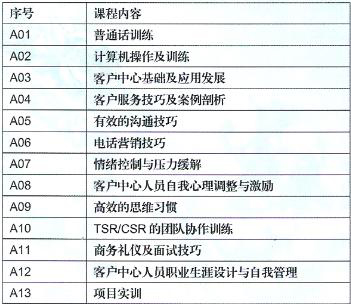 序号 课程内容
A01 普通话训练
A02 计算机操作及训练
A03 客户中心基础及应用发展
A04 客户服务技巧及案例剖析
A05 有效的沟通技巧
A06 电话营销技巧
A07 情绪控制与压力缓解
A08 客户中心人员自我心理调整与激励
A09 高效的思维习惯
A10 TSR/CSR 的团队协作训练
A11 商务礼仪及面试技巧
A12 客户中心人员职业生涯设计与自我管理
A13 项目实训